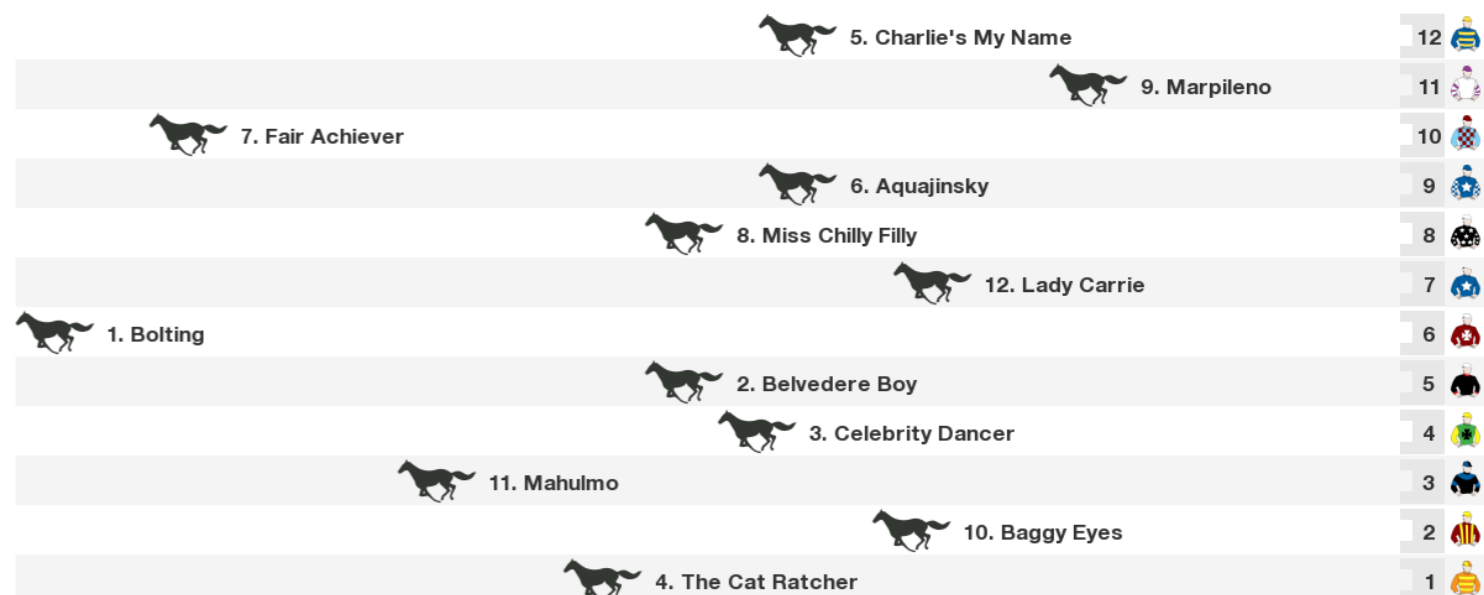 5. Charlie's My Name 12
9. Marpileno 11
7. Fair Achiever 10
6. Aquajinsky 9
8. Miss Chilly Filly 8
12. Lady Carrie 7
1. Bolting 6
2. Belvedere Boy 5
3. Celebrity Dancer 4
11. Mahulmo 3
10. Baggy Eyes 2
4. The Cat Ratcher 1